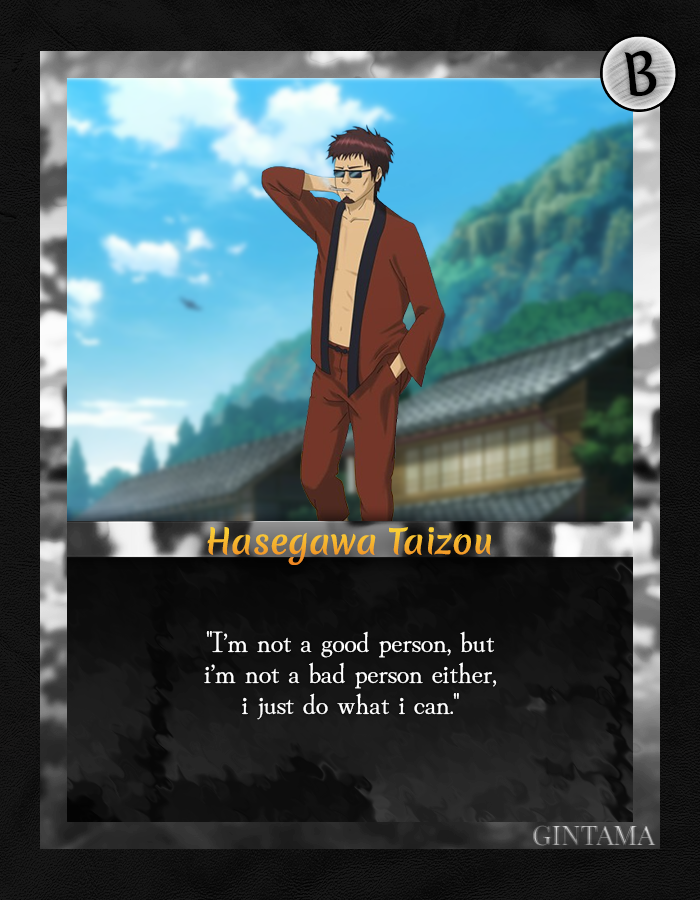 B
Hasegawa Taizou
"I'm not a good person, but
i'm not a bad person either,
i just do what i can."
GINTAMA